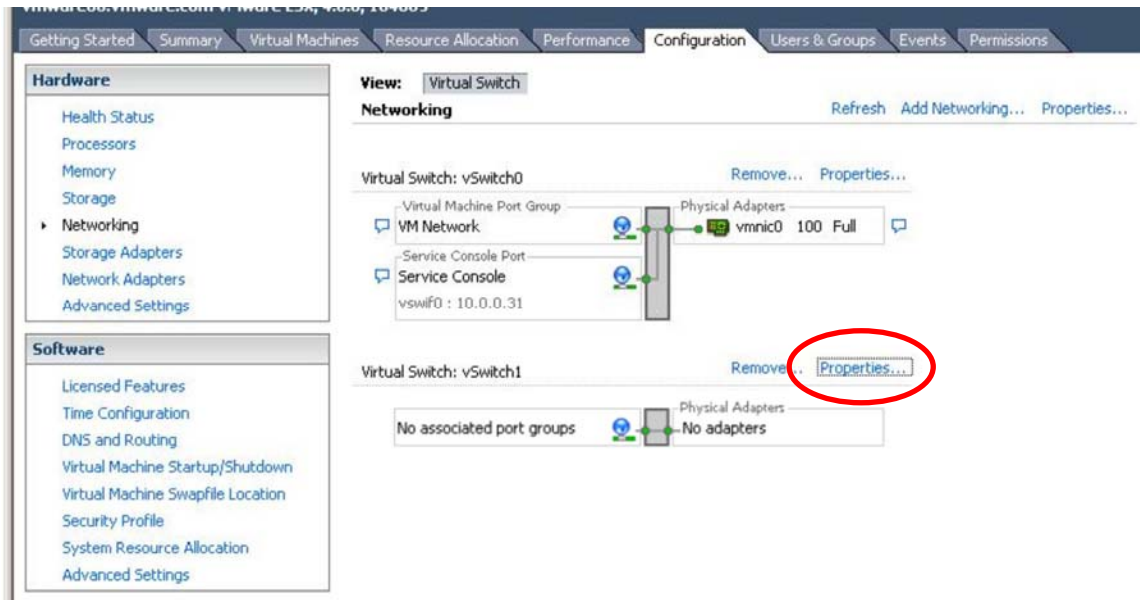 Getting Started Summary Virtual Machines Resource Allocation Performance Configuration Users & Groups Events Permissions
Hardware
Health Status
Processors
Memory
Storage
Networking
Storage Adapters
Network Adapters
Advanced Settings
Software
Licensed Features
Time Configuration
DNS and Routing
Virtual Machine Startup/Shutdown
Virtual Machine Swapfile Location
Security Profile
System Resource Allocation
Advanced Settings
View: Virtual Switch
Networking Refresh Add Networking... Properties...
Virtual Switch: vSwitch0 Remove... Properties...
Virtual Machine Port Group Physical Adapters
VM Network vmnic0 100 Full
Service Console Port
Service Console
vswif0 : 10.0.0.31
Virtual Switch: vSwitch1 Remove... Properties...
Physical Adapters
No associated port groups No adapters